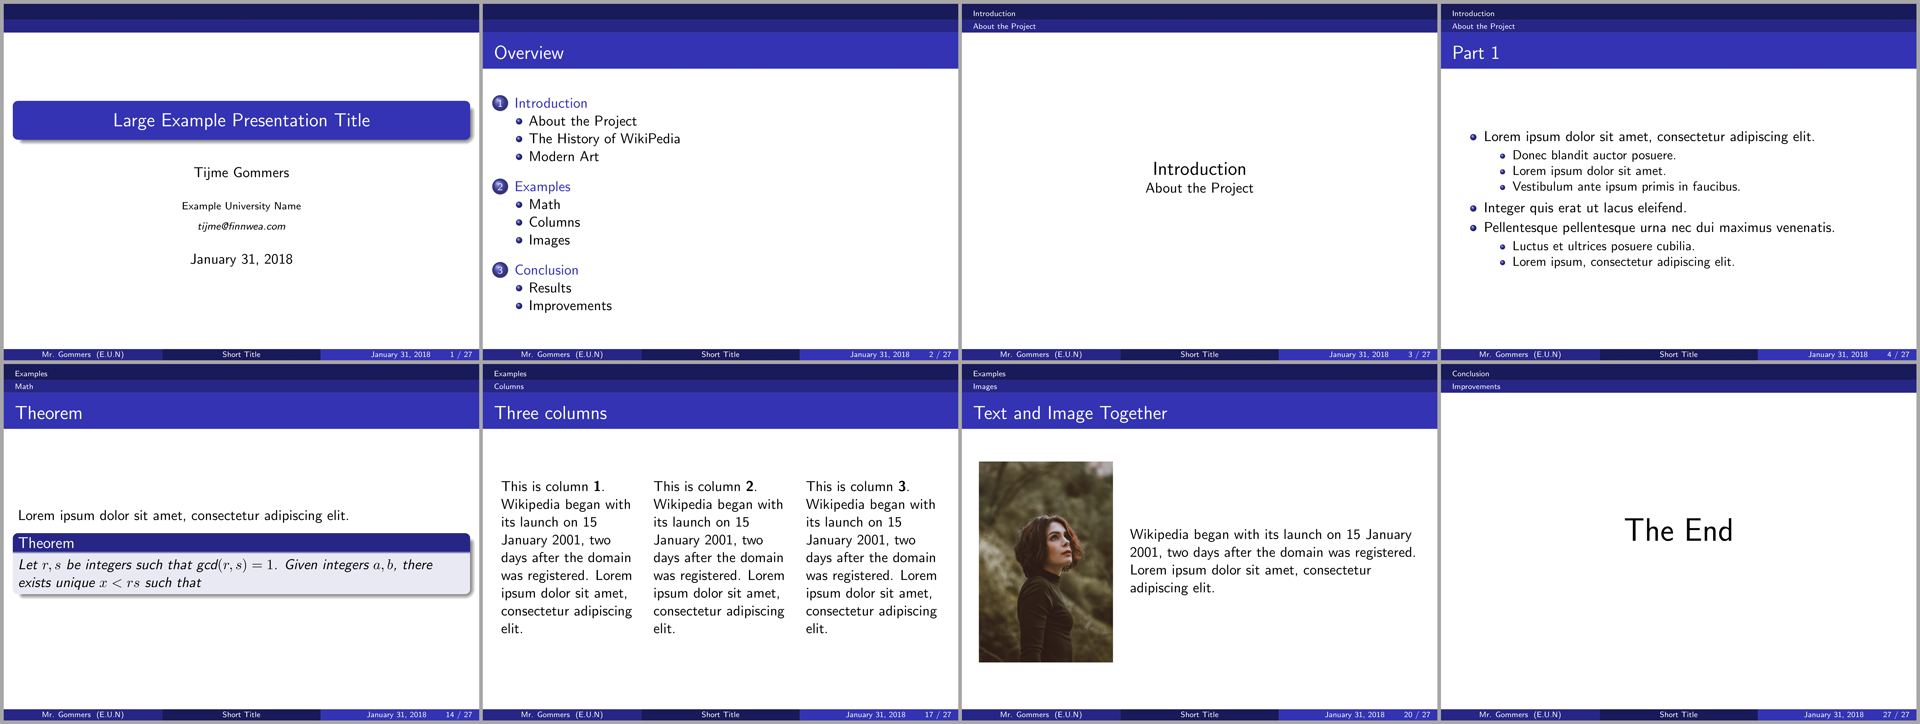 Large Example Presentation Title
Tijme Gommers
Example University Name
tijme@finnwea.com
January 31, 2018
Mr. Gommers (E.U.N) Short Title January 31, 2018 1 / 27
Overview
1 Introduction
About the Project
The History of WikiPedia
Modern Art
2 Examples
Math
Columns
Images
3 Conclusion
Results
Improvements
Mr. Gommers (E.U.N) Short Title January 31, 2018 2 / 27
Introduction
About the Project
Introduction
About the Project
Mr. Gommers (E.U.N) Short Title January 31, 2018 3 / 27
Introduction
About the Project
Part 1
Lorem ipsum dolor sit amet, consectetur adipiscing elit.
Donec blandit auctor posuere.
Lorem ipsum dolor sit amet.
Vestibulum ante ipsum primis in faucibus.
Integer quis erat ut lacus eleifend.
Pellentesque pellentesque urna nec dui maximus venenatis.
Luctus et ultrices posuere cubilia.
Lorem ipsum, consectetur adipiscing elit.
Mr. Gommers (E.U.N) Short Title January 31, 2018 4 / 27
Examples
Math
Theorem
Lorem ipsum dolor sit amet, consectetur adipiscing elit.
Theorem
Let r, s be integers such that gcd(r, s) = 1. Given integers a, b, there
exists unique x < rs such that
Mr. Gommers (E.U.N) Short Title January 31, 2018 14 / 27
Examples
Columns
Three columns
This is column 1.
Wikipedia began with
its launch on 15
January 2001, two
days after the domain
was registered. Lorem
ipsum dolor sit amet,
consectetur adipiscing
elit.
This is column 2.
Wikipedia began with
its launch on 15
January 2001, two
days after the domain
was registered. Lorem
ipsum dolor sit amet,
consectetur adipiscing
elit.
This is column 3.
Wikipedia began with
its launch on 15
January 2001, two
days after the domain
was registered. Lorem
ipsum dolor sit amet,
consectetur adipiscing
elit.
Mr. Gommers (E.U.N) Short Title January 31, 2018 17 / 27
Examples
Images
Text and Image Together
Wikipedia began with its launch on 15 January
2001, two days after the domain was registered.
Lorem ipsum dolor sit amet, consectetur
adipiscing elit.
Mr. Gommers (E.U.N) Short Title January 31, 2018 20 / 27
Conclusion
Improvements
The End
Mr. Gommers (E.U.N) Short Title January 31, 2018 27 / 27